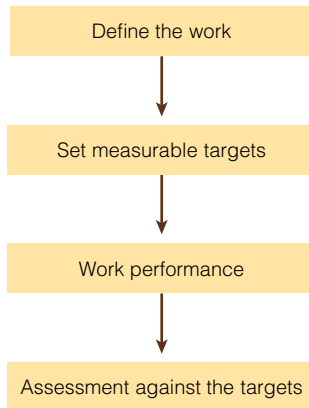 Define the work
Set measurable targets
Work performance
Assessment against the targets